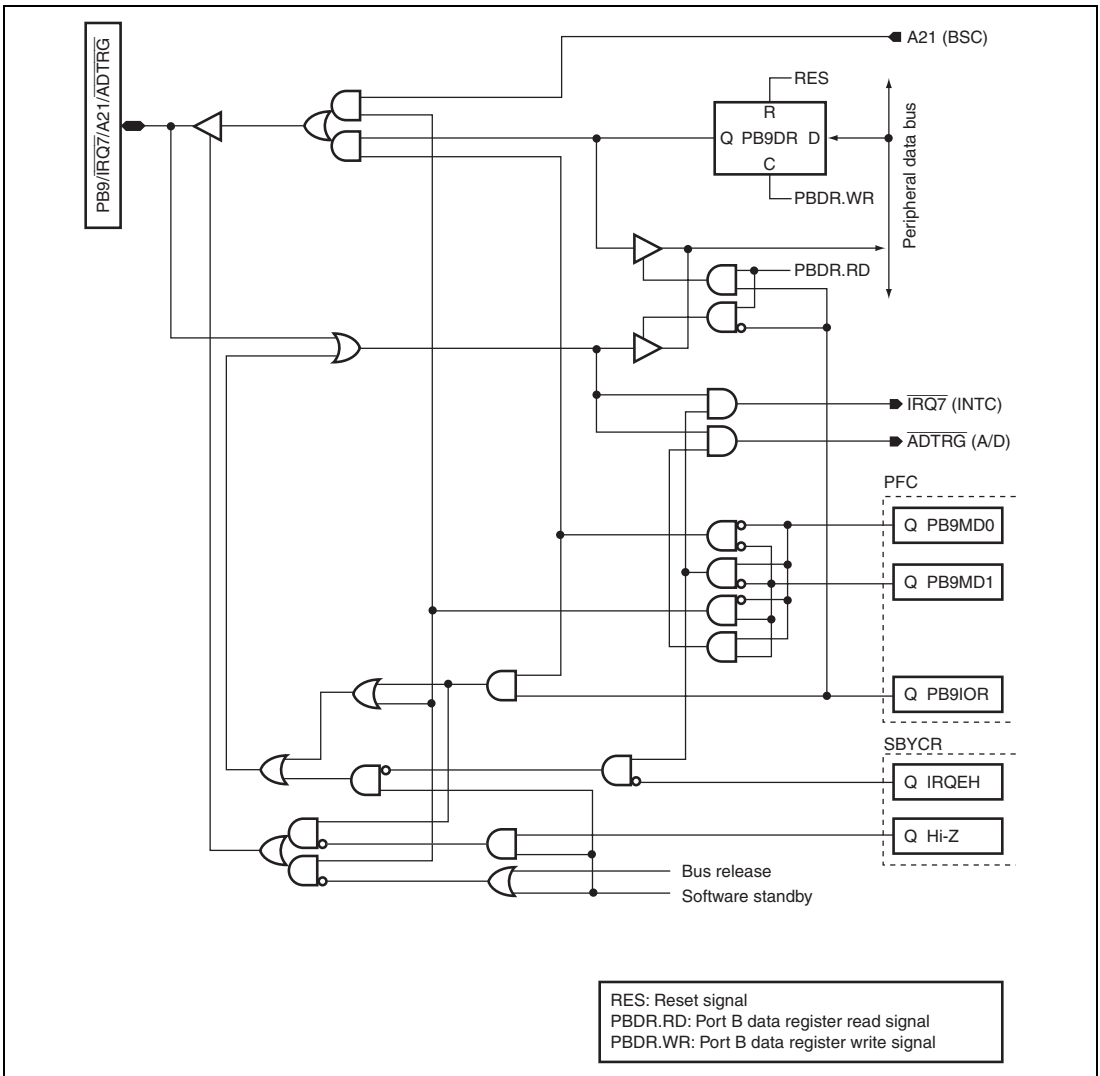 PB9/IRQ7/A21/ADTRG
A21 (BSC)
RES
R
Q PB9DR D
C
PBDR.WR
Peripheral data bus
PBDR.RD
IRQ7 (INTC)
ADTRG (A/D)
PFC
Q PB9MD0
Q PB9MD1
Q PB9IOR
SBYCR
Q IRQEH
Q Hi-Z
Bus release
Software standby
RES: Reset signal
PBDR.RD: Port B data register read signal
PBDR.WR: Port B data register write signal